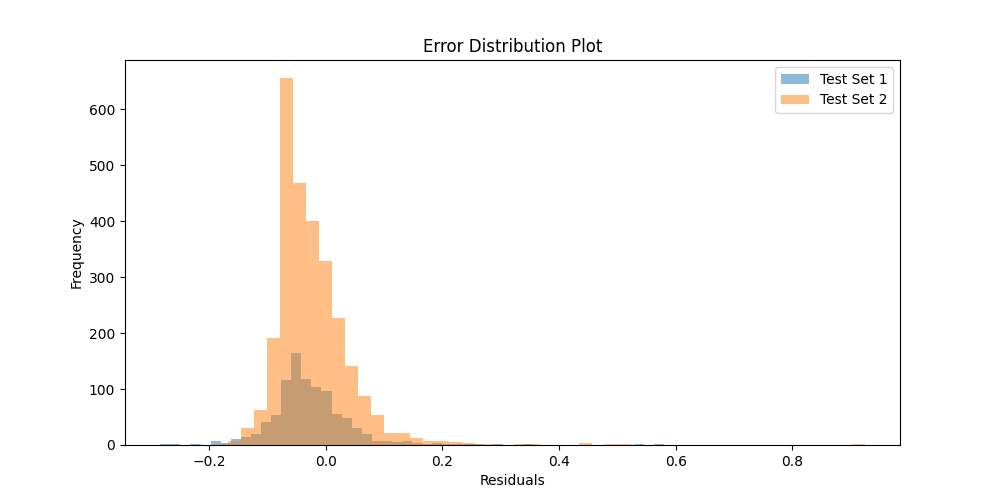 Error Distribution Plot
Test Set 1
Test Set 2
Frequency
600
500
400
300
200
100
0
−0.2 0.0 0.2 0.4 0.6 0.8
Residuals